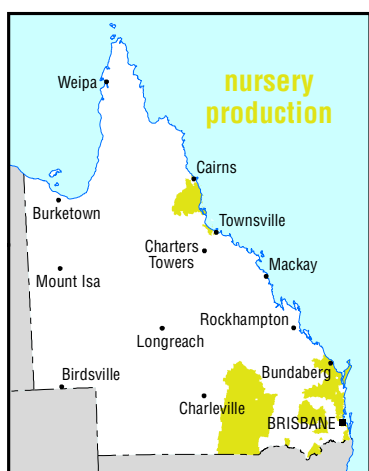 Weipa
nursery
production
Cairns
Burketown
Townsville
Charters
Towers
Mount Isa
Mackay
Rockhampton
Longreach
Birdsville
Bundaberg
Charleville
BRISBANE